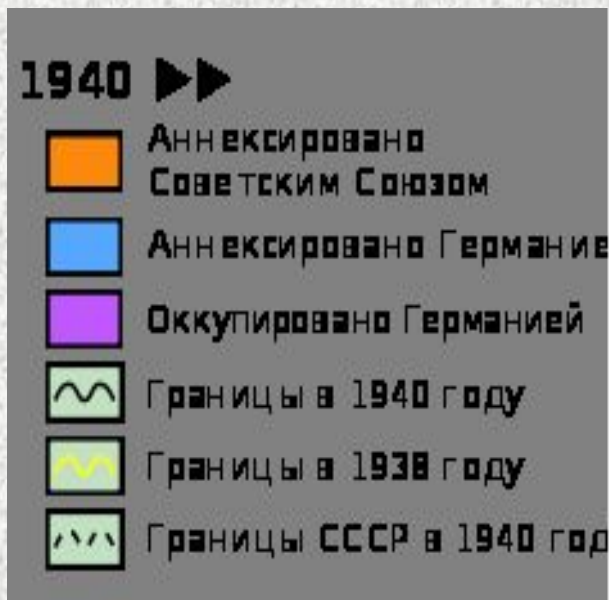 1940 ▶▶
Аннексировано
Советским Союзом
Аннексировано Германие
Оккупировано Германией
Границы в 1940 году
Границы в 1938 году
Границы СССР в 1940 год